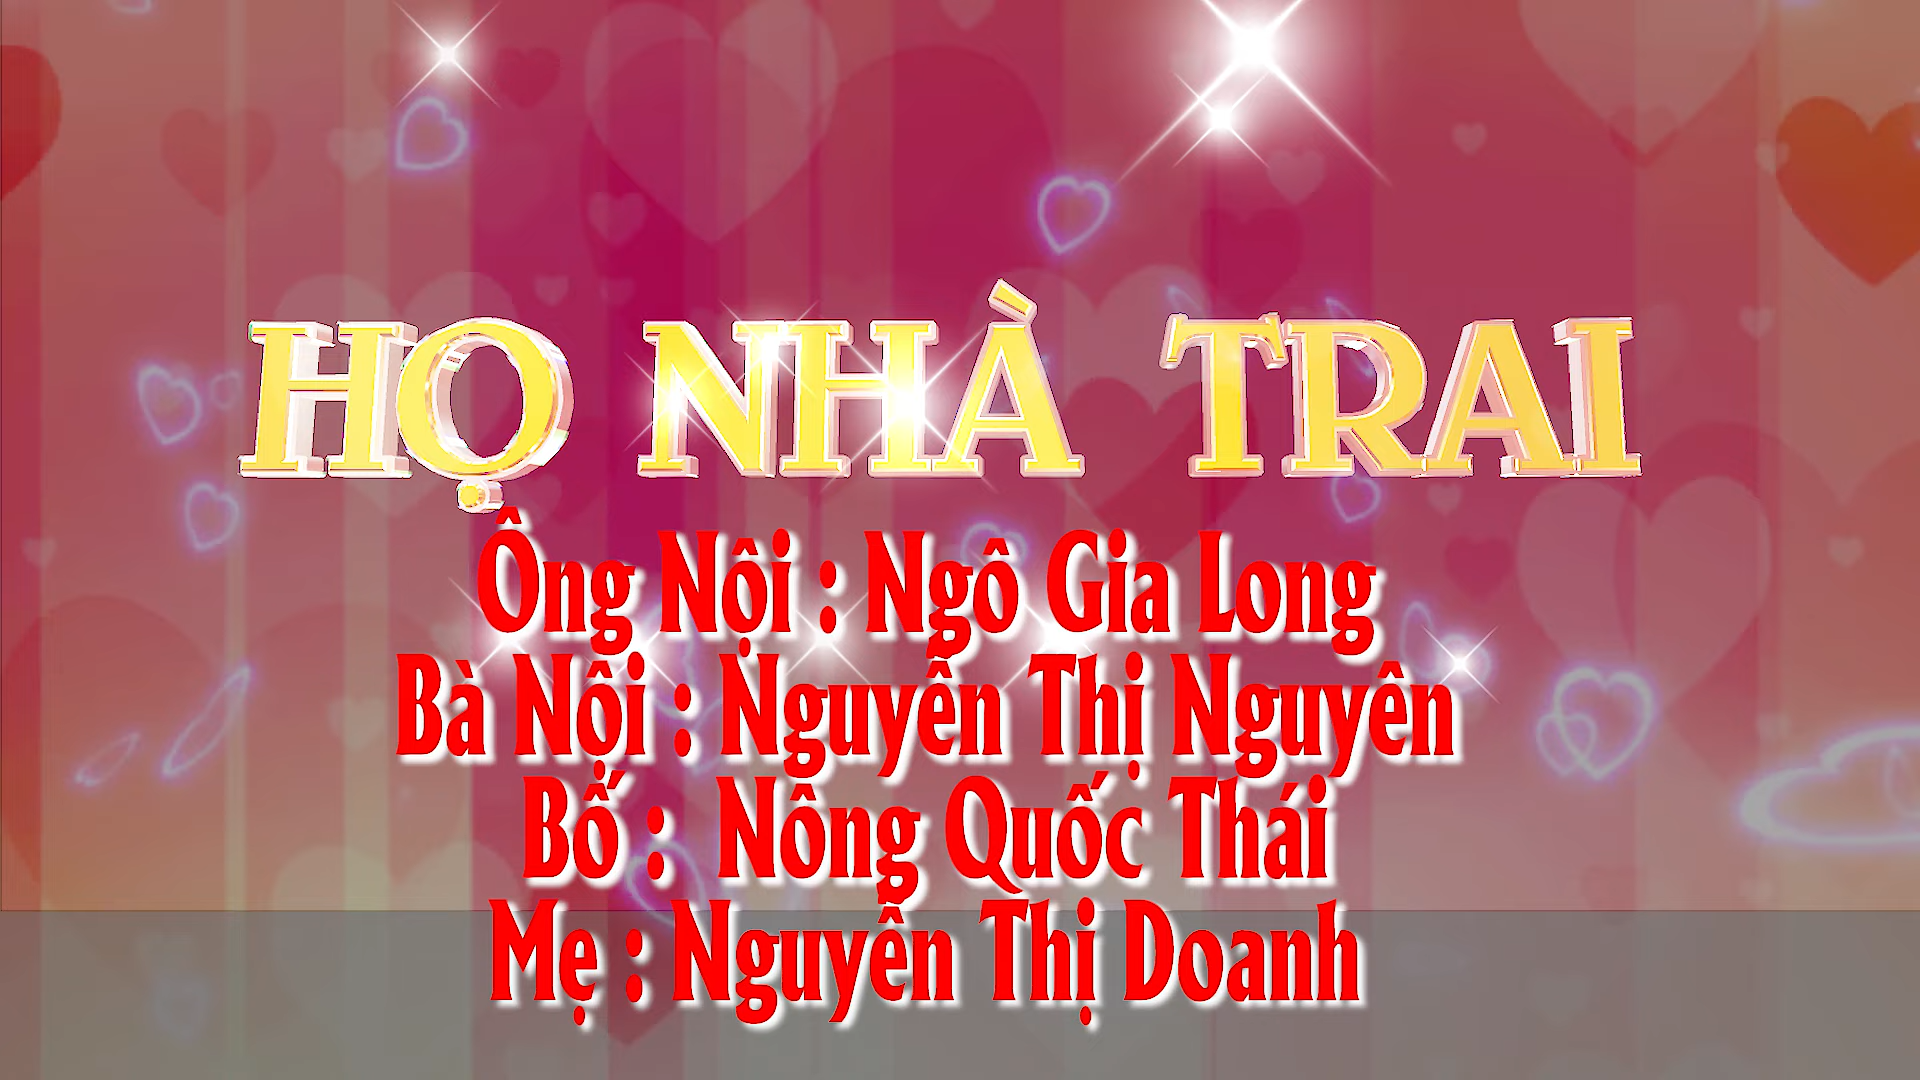 HỌ NHÀ TRAI
Ông Nội : Ngô Gia Long
Bà Nội : Nguyễn Thị Nguyên
Bố : Nông Quốc Thái
Mẹ : Nguyễn Thị Doanh